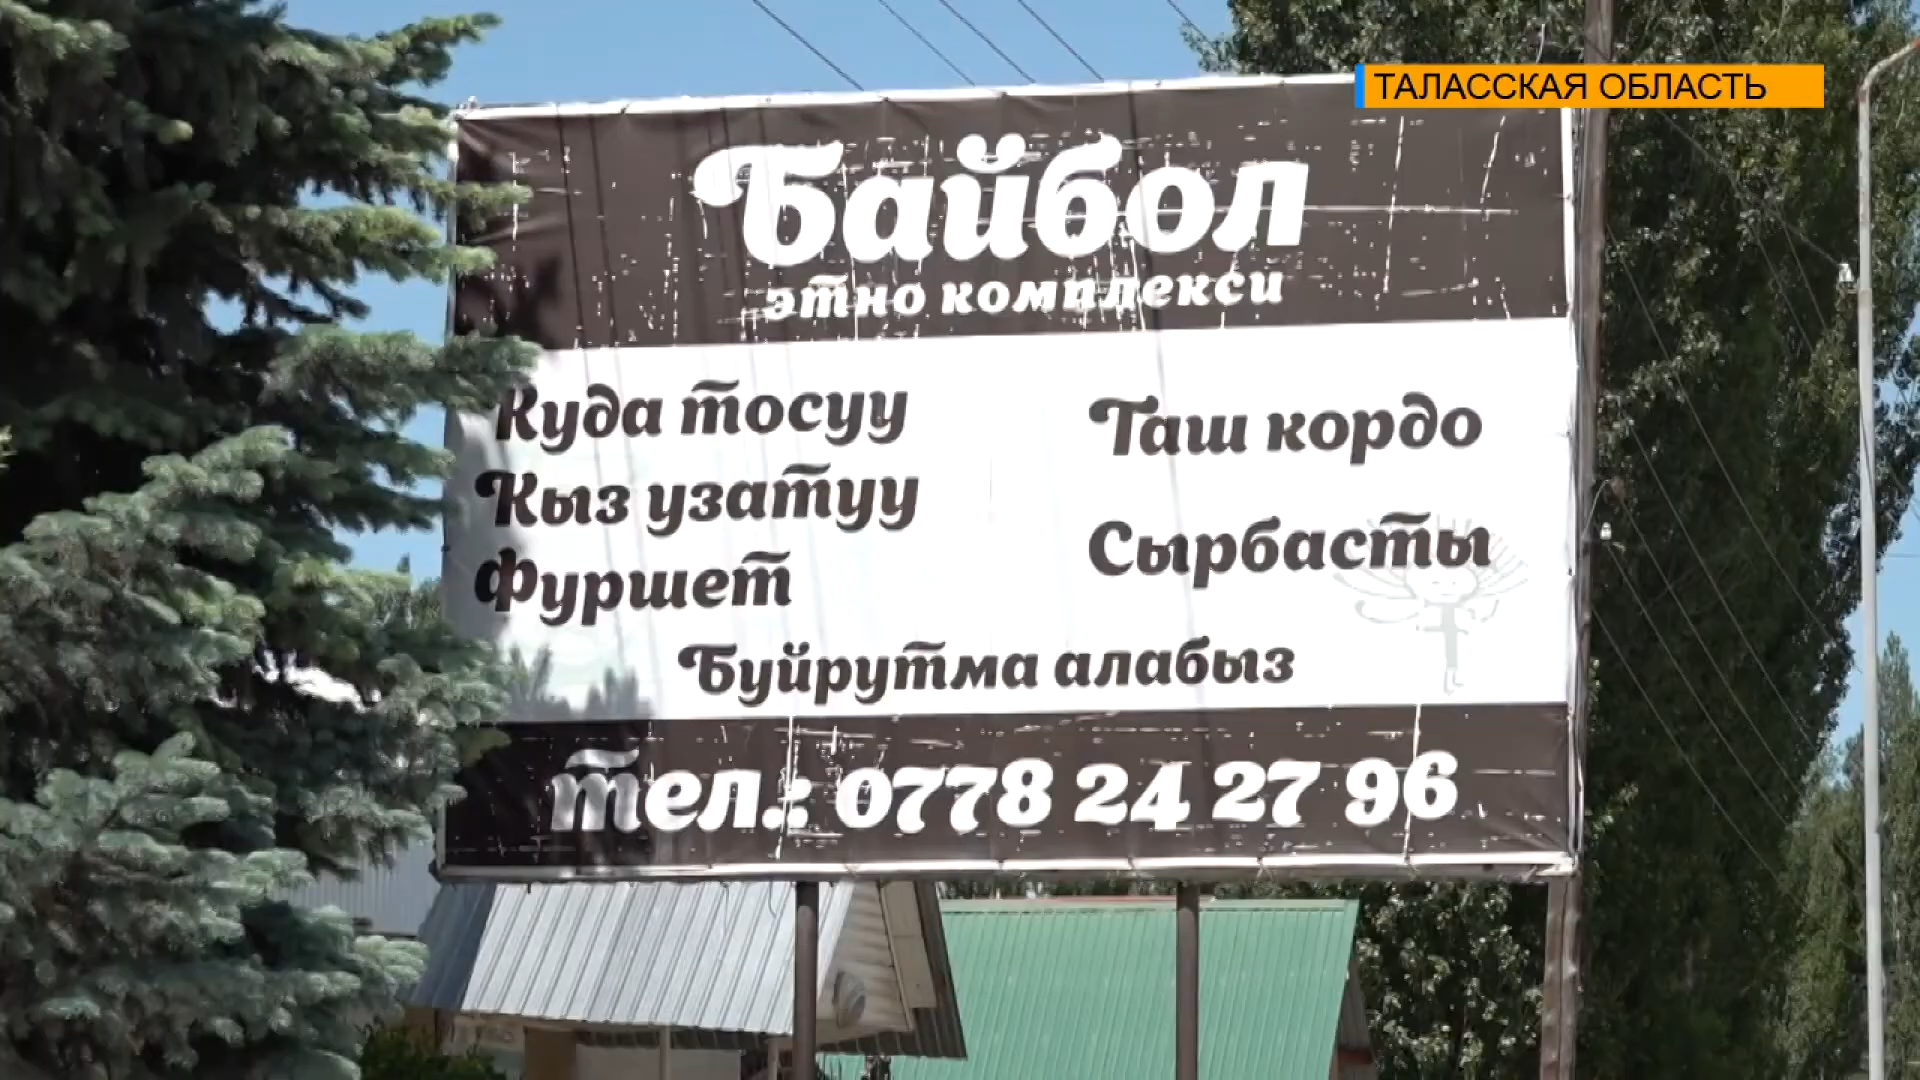 ТАЛАССКАЯ ОБЛАСТЬ
Байбол
этно комплекси
Куда тосуу
Кыз узатуу
Фуршет
Таш кордо
Сырбасты
Буйрутма алабыз
тел.: 0778 24 27 96